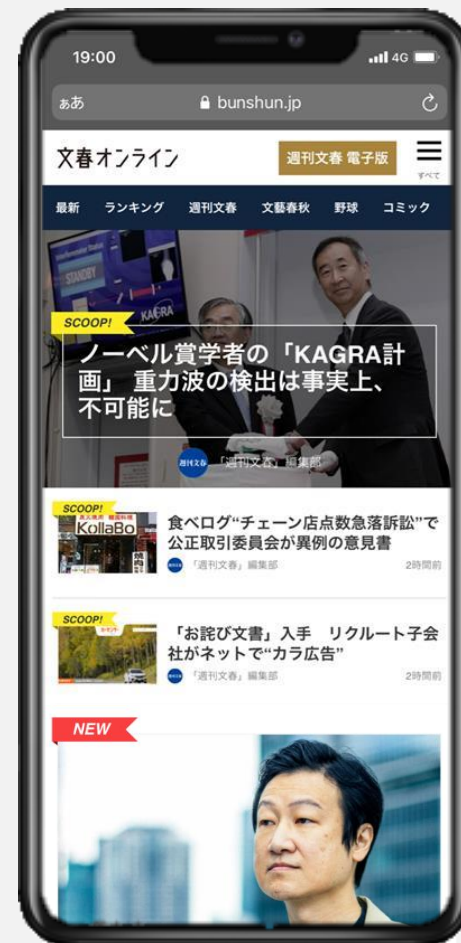 19:00
4G
ぁあ
bunshun.jp
文春オンライン
週刊文春 電子版
すべて
最新 ランキング 週刊文春 文藝春秋 野球 コミック
STANDBY
KAGRA
SCOOP!
ノーベル賞学者の「KAGRA計
画」 重力波の検出は事実上、
不可能に
週刊文春
「週刊文春」編集部
SCOOP!
KollaBo
焼肉
食べログ“チェーン店点数急落訴訟”で
公正取引委員会が異例の意見書
「週刊文春」編集部
2時間前
SCOOP!
「お詫び文書」入手 リクルート子会
社がネットで“カラ広告”
「週刊文春」編集部
2時間前
NEW